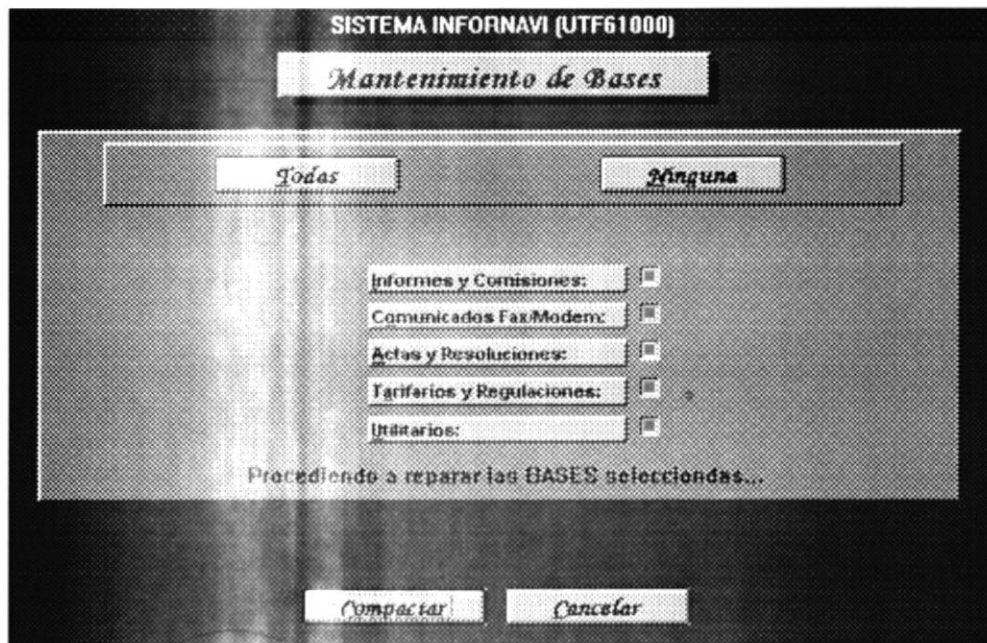 SISTEMA INFORNAVI (UTF61000)
Mantenimiento de Bases
Todas Ninguna
Informes y Comisiones:
Comunicados Fax/Modem:
Actas y Resoluciones:
Tarifarios y Regulaciones:
Utilitarios:
Procediendo a reparar las BASES selecciondas...
Compactar Cancelar